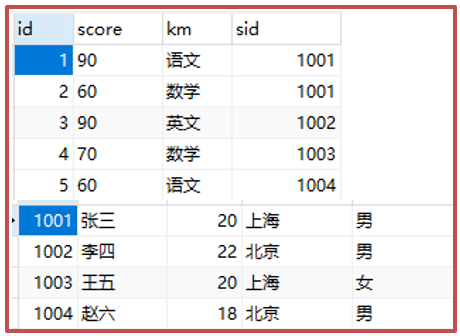 id score km sid
1 90 语文 1001
2 60 数学 1001
3 90 英文 1002
4 70 数学 1003
5 60 语文 1004
1001 张三 20 上海 男
1002 李四 22 北京 男
1003 王五 20 上海 女
1004 赵六 18 北京 男